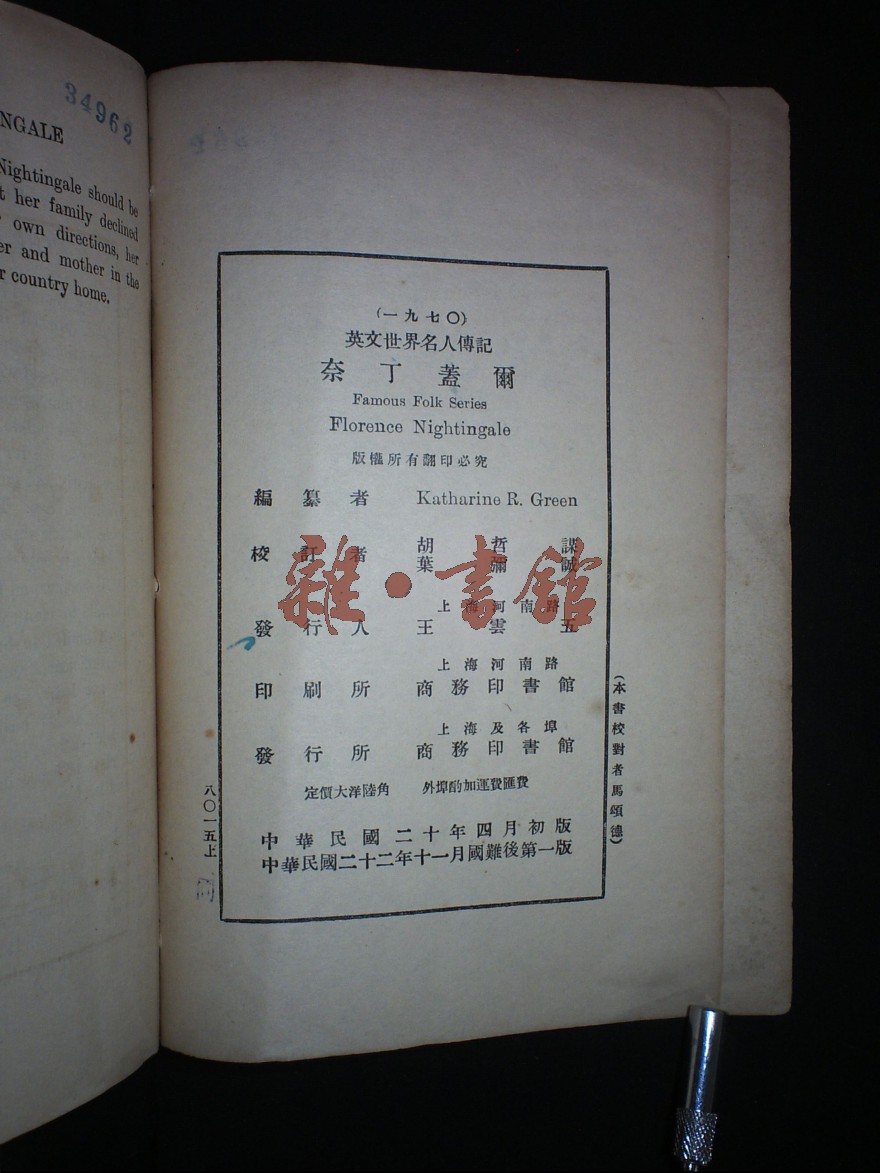 34962
NGALE
Nightingale should be
t her family declined
own directions, her
er and mother in the
r country home.
(一九七〇)
英文世界名人傳記
奈丁蓋爾
Famous Folk Series
Florence Nightingale
版權所有翻印必究
編纂者 Katharine R. Green
校訂者 胡哲謀
葉彌誠
雜·書館
上海河南路
發行人 王雲五
上海河南路
印刷所 商務印書館
上海及各埠
發行所 商務印書館
定價大洋陸角 外埠酌加運費匯費
中華民國二十年四月初版
中華民國二十二年十一月國難後第一版
(本書校對者馬頌德)
八〇一五上